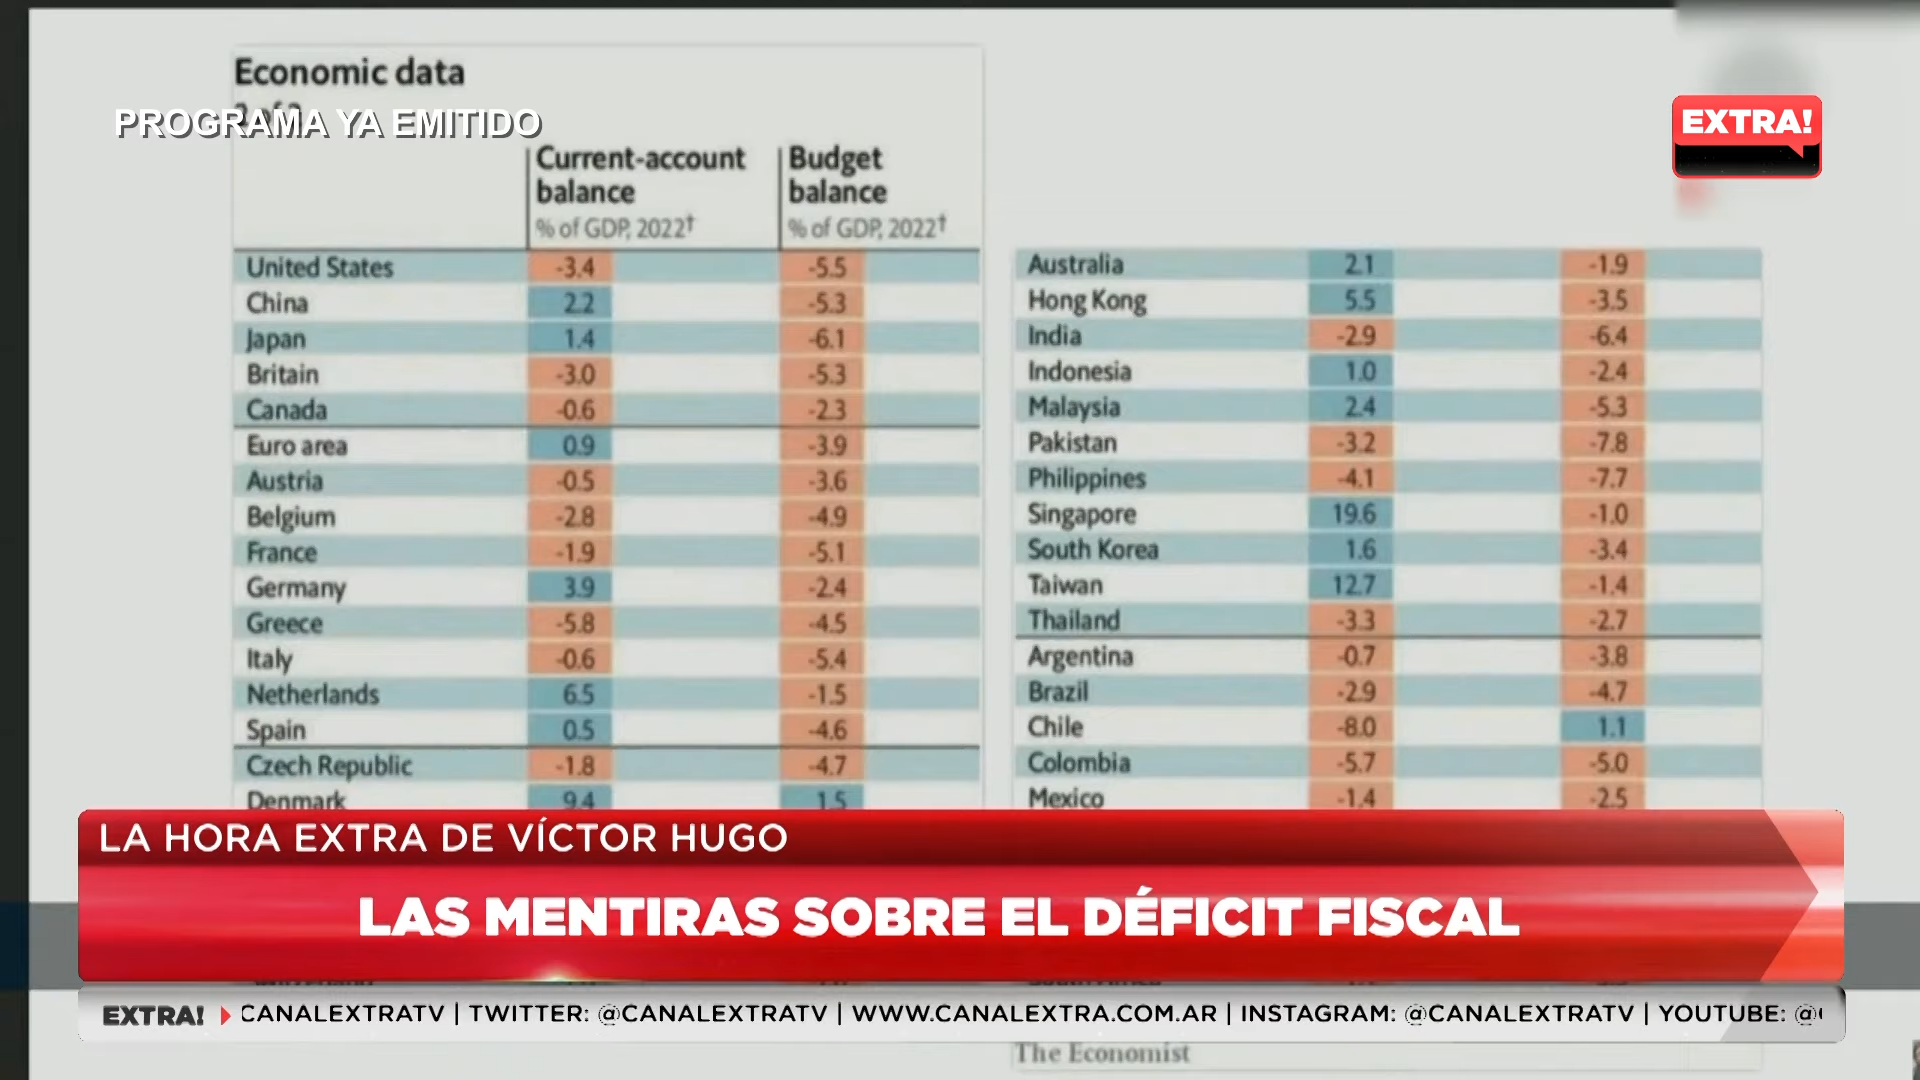 Economic data
PROGRAMA YA EMITIDO
EXTRA!
Current-account balance
% of GDP, 2022†
Budget balance
% of GDP, 2022†
United States -3.4 -5.5
China 2.2 -5.3
Japan 1.4 -6.1
Britain -3.0 -5.3
Canada -0.6 -2.3
Euro area 0.9 -3.9
Austria -0.5 -3.6
Belgium -2.8 -4.9
France -1.9 -5.1
Germany 3.9 -2.4
Greece -5.8 -4.5
Italy -0.6 -5.4
Netherlands 6.5 -1.5
Spain 0.5 -4.6
Czech Republic -1.8 -4.7
Denmark 9.4 1.5
Australia 2.1 -1.9
Hong Kong 5.5 -3.5
India -2.9 -6.4
Indonesia 1.0 -2.4
Malaysia 2.4 -5.3
Pakistan -3.2 -7.8
Philippines -4.1 -7.7
Singapore 19.6 -1.0
South Korea 1.6 -3.4
Taiwan 12.7 -1.4
Thailand -3.3 -2.7
Argentina -0.7 -3.8
Brazil -2.9 -4.7
Chile -8.0 1.1
Colombia -5.7 -5.0
Mexico -1.4 -2.5
LA HORA EXTRA DE VÍCTOR HUGO
LAS MENTIRAS SOBRE EL DÉFICIT FISCAL
EXTRA! CANALEXTRATV | TWITTER: @CANALEXTRATV | WWW.CANALEXTRA.COM.AR | INSTAGRAM: @CANALEXTRATV | YOUTUBE: @
The Economist